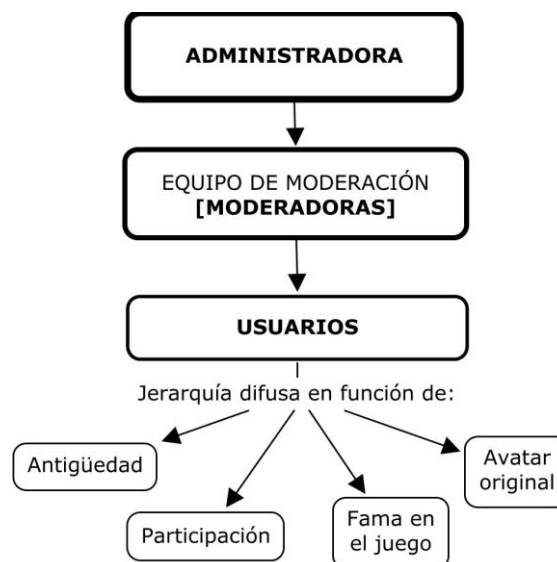 ADMINISTRADORA
EQUIPO DE MODERACIÓN
[MODERADORAS]
USUARIOS
Jerarquía difusa en función de:
Antigüedad
Participación
Fama en
el juego
Avatar
original